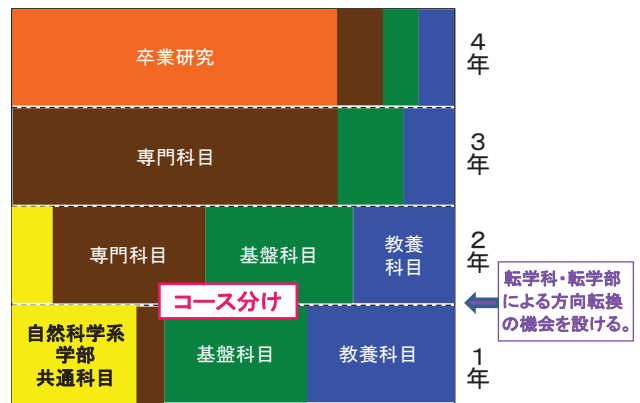 卒業研究
4
年
専門科目
3
年
専門科目
基盤科目
教養
科目
2
年
コース分け
転学科・転学部
による方向転換
の機会を設ける。
自然科学系
学部
共通科目
基盤科目
教養科目
1
年